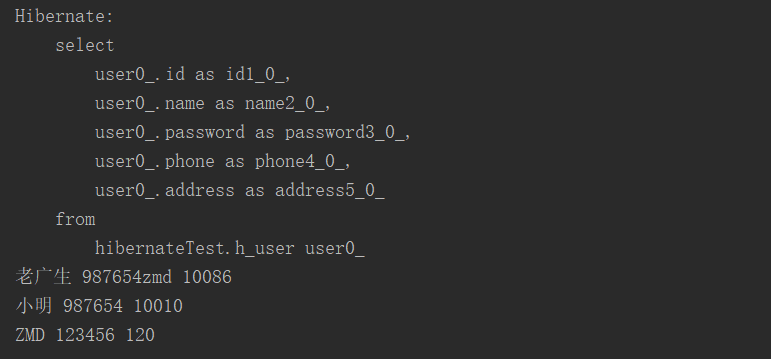 Hibernate:
select
user0_.id as id1_0_,
user0_.name as name2_0_,
user0_.password as password3_0_,
user0_.phone as phone4_0_,
user0_.address as address5_0_
from
hibernateTest.h_user user0_
老广生 987654zmd 10086
小明 987654 10010
ZMD 123456 120